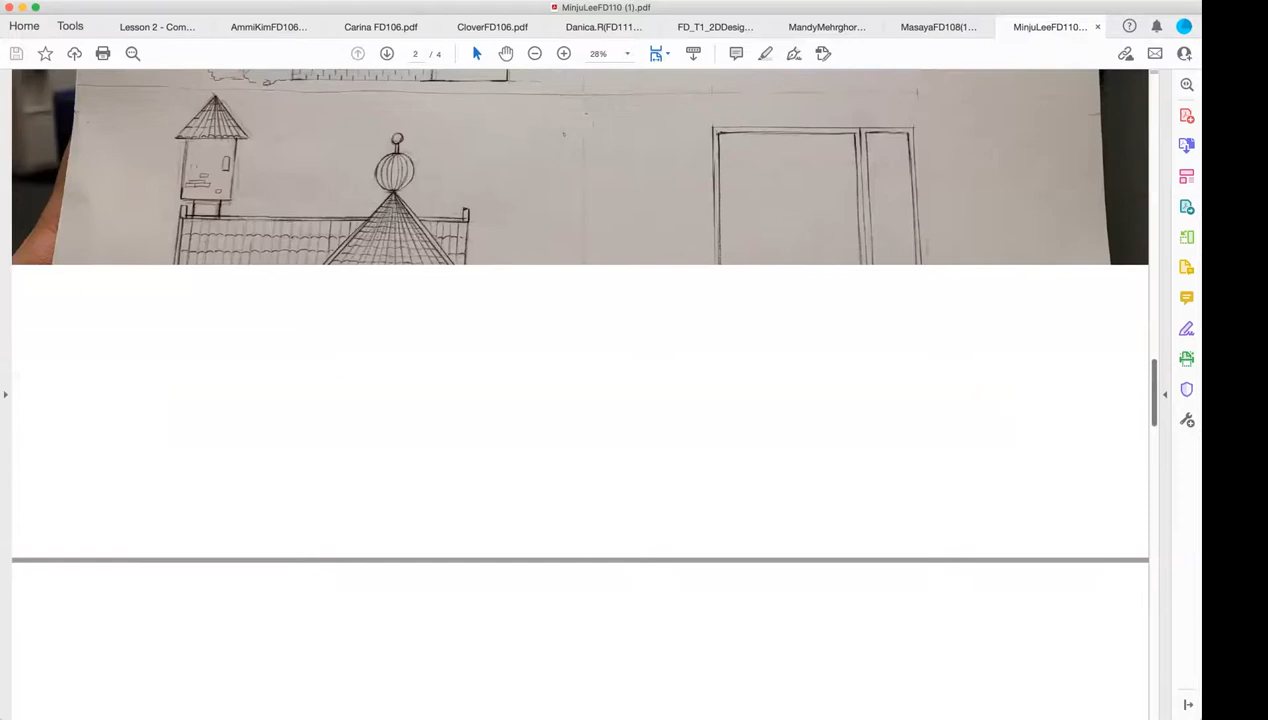 MinjuLeeFD110 (1).pdf
Home Tools Lesson 2 - Com... AmmiKimFD106... Carina FD106.pdf CloverFD106.pdf Danica.R(FD111... FD_T1_2DDesig... MandyMehrghor... MasayaFD108(1... MinjuLeeFD110... ×
2 / 4 28%